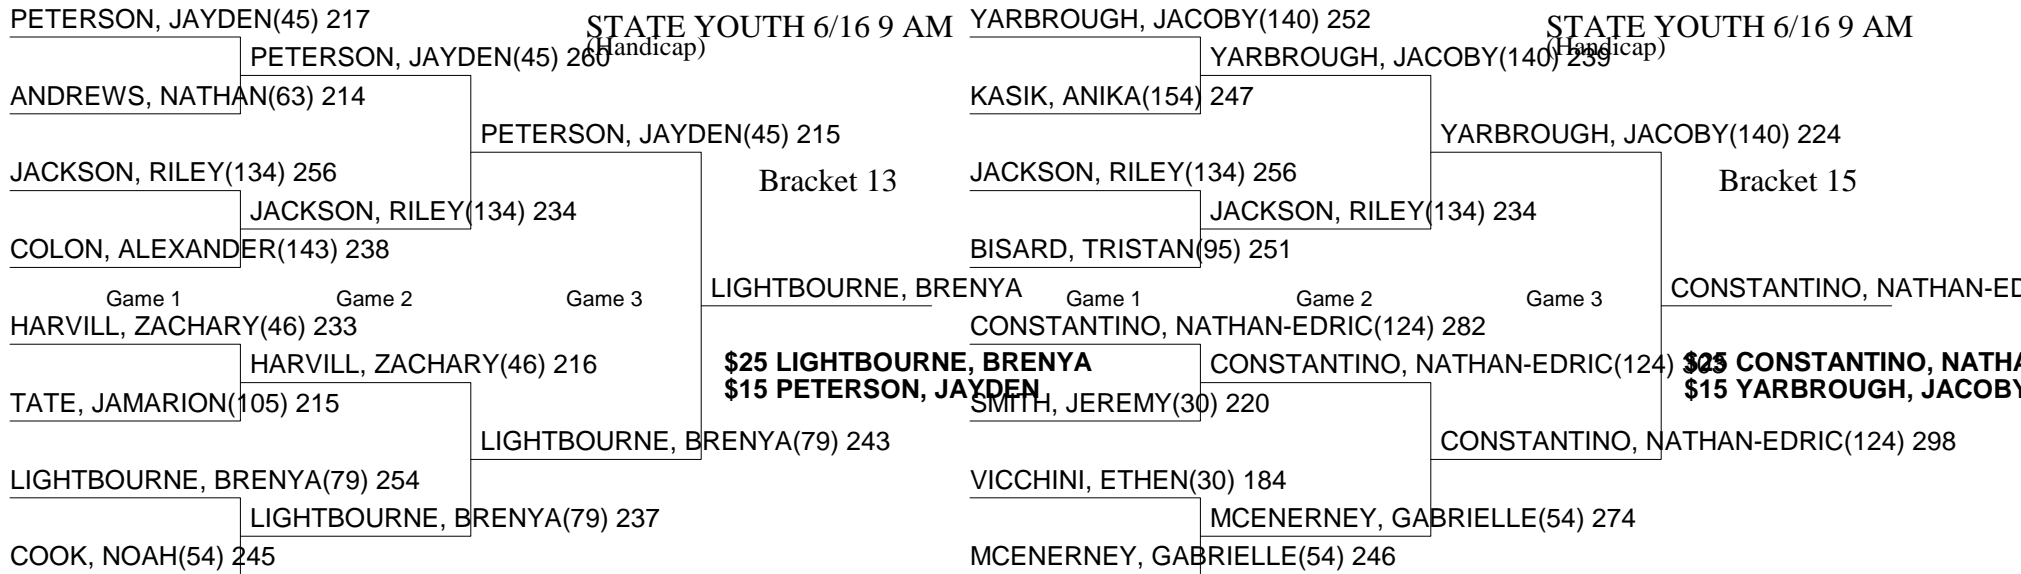 STATE YOUTH 6/16 9 AM
(Handicap)
Bracket 13
PETERSON, JAYDEN(45) 217
PETERSON, JAYDEN(45) 260
ANDREWS, NATHAN(63) 214
PETERSON, JAYDEN(45) 215
JACKSON, RILEY(134) 256
JACKSON, RILEY(134) 234
COLON, ALEXANDER(143) 238
LIGHTBOURNE, BRENYA
Game 1
Game 2
Game 3
HARVILL, ZACHARY(46) 233
HARVILL, ZACHARY(46) 216
$25 LIGHTBOURNE, BRENYA
$15 PETERSON, JAYDEN
TATE, JAMARION(105) 215
LIGHTBOURNE, BRENYA(79) 243
LIGHTBOURNE, BRENYA(79) 254
LIGHTBOURNE, BRENYA(79) 237
COOK, NOAH(54) 245
STATE YOUTH 6/16 9 AM
(Handicap)
Bracket 15
YARBROUGH, JACOBY(140) 252
YARBROUGH, JACOBY(140) 239
KASIK, ANIKA(154) 247
YARBROUGH, JACOBY(140) 224
JACKSON, RILEY(134) 256
JACKSON, RILEY(134) 234
BISARD, TRISTAN(95) 251
CONSTANTINO, NATHAN-ED
Game 1
Game 2
Game 3
CONSTANTINO, NATHAN-EDRIC(124) 282
CONSTANTINO, NATHAN-EDRIC(124)
$25 CONSTANTINO, NATHA
$15 YARBROUGH, JACOBY
SMITH, JEREMY(30) 220
CONSTANTINO, NATHAN-EDRIC(124) 298
VICCHINI, ETHEN(30) 184
MCENERNEY, GABRIELLE(54) 274
MCENERNEY, GABRIELLE(54) 246